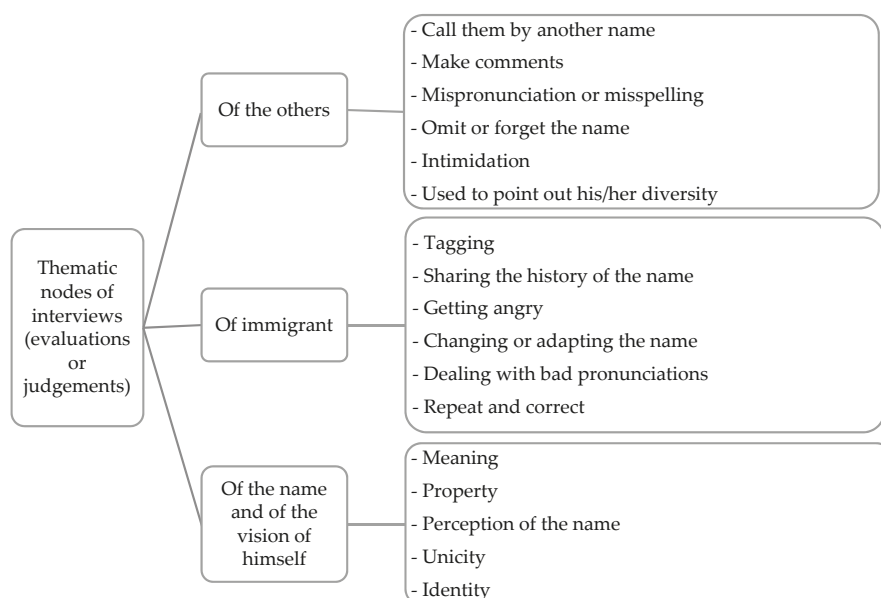 Thematic
nodes of
interviews
(evaluations
or
judgements)
Of the others
- Call them by another name
- Make comments
- Mispronunciation or misspelling
- Omit or forget the name
- Intimidation
- Used to point out his/her diversity
Of immigrant
- Tagging
- Sharing the history of the name
- Getting angry
- Changing or adapting the name
- Dealing with bad pronunciations
- Repeat and correct
Of the name
and of the
vision of
himself
- Meaning
- Property
- Perception of the name
- Unicity
- Identity